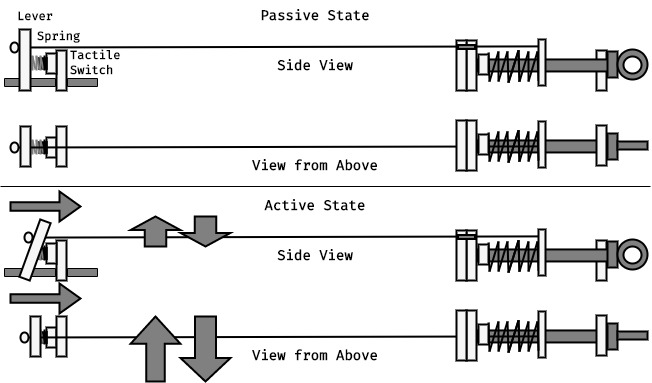 Lever
Passive State
Spring
Tactile
Switch
Side View
View from Above
Active State
Side View
View from Above